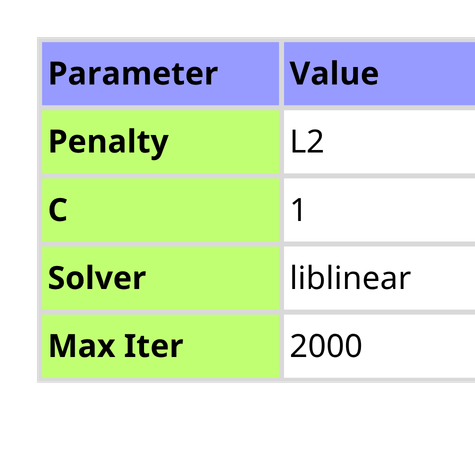 Parameter Value
Penalty L2
C 1
Solver liblinear
Max Iter 2000